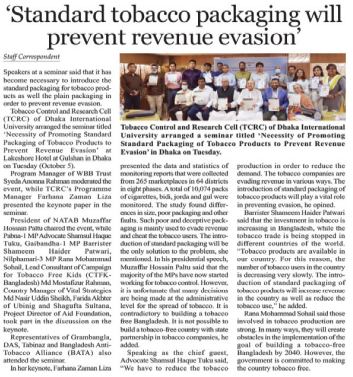 ‘Standard tobacco packaging will
prevent revenue evasion’
Staff Correspondent
Speakers at a seminar said that it has
become necessary to introduce the
standard packaging for tobacco prod-
ucts as well the plain packaging in
order to prevent revenue evasion.
Tobacco Control and Research Cell
(TCRC) of Dhaka International
University arranged the seminar titled
‘Necessity of Promoting Standard
Packaging of Tobacco Products to
Prevent Revenue Evasion’ at
Lakeshore Hotel at Gulshan in Dhaka
on Tuesday (October 5).
Program Manager of WBB Trust
Syeda Anonna Rahman moderated the
event, while TCRC’s Programme
Manager Farhana Zaman Liza
presented the keynote paper in the
seminar.
President of NATAB Muzaffar
Hossain Paltu chaired the event, while
Pabna-1 MP Advocate Shamsul Haque
Tuku, Gaibandha-1 MP Barrister
Shameem Haider Patwari,
Nilphamari-3 MP Rana Mohammad
Sohail, Lead Consultant of Campaign
for Tobacco Free Kids (CTFK-
Bangladesh) Md Mostafizur Rahman,
Country Manager of Vital Strategies
Md Nasir Uddin Sheikh, Farida Akhter
of Ubinig and Shagufta Sultana,
Project Director of Aid Foundation,
took part in the discussion on the
keynote.
Representatives of Grambangla,
DAS, Tabinaz and Bangladesh Anti-
Tobacco Alliance (BATA) also
attended the seminar.
In her keynote, Farhana Zaman Liza
Tobacco Control and Research Cell (TCRC) of Dhaka International
University arranged a seminar titled ‘Necessity of Promoting
Standard Packaging of Tobacco Products to Prevent Revenue
Evasion’ in Dhaka on Tuesday.
presented the data and statistics of
monitoring reports that were collected
from 265 marketplaces in 64 districts
in eight phases. A total of 10,074 packs
of cigarettes, bidi, jorda and gul were
monitored. The study found differ-
ences in size, poor packaging and other
faults. Such poor and deceptive pack-
aging is mainly used to evade revenue
and cheat the tobacco users. The intro-
duction of standard packaging will be
the only solution to the problem, she
mentioned. In his presidential speech,
Muzaffar Hossain Paltu said that the
majority of the MPs have now started
working for tobacco control. However,
it is unfortunate that many decisions
are being made at the administrative
level for the spread of tobacco. It is
contradictory to building a tobacco
free Bangladesh. It is not possible to
build a tobacco-free country with state
partnership in tobacco companies, he
added.
Speaking as the chief guest,
Advocate Shamsul Haque Tuku said,
“We have to reduce the tobacco
production in order to reduce the
demand. The tobacco companies are
evading revenue in various ways. The
introduction of standard packaging of
tobacco products will play a vital role
in preventing evasion, he opined.
Barrister Shameem Haider Patwari
said that the investment in tobacco is
increasing in Bangladesh, while the
tobacco trade is being stopped in
different countries of the world.
“Tobacco products are available in
our country. For this reason, the
number of tobacco users in the country
is decreasing very slowly. The intro-
duction of standard packaging of
tobacco products will increase revenue
in the country as well as reduce the
tobacco use,” he added.
Rana Mohammad Sohail said those
involved in tobacco production are
strong. In many ways, they will create
obstacles in the implementation of the
goal of building a tobacco-free
Bangladesh by 2040. However, the
government is committed to making
the country tobacco free.